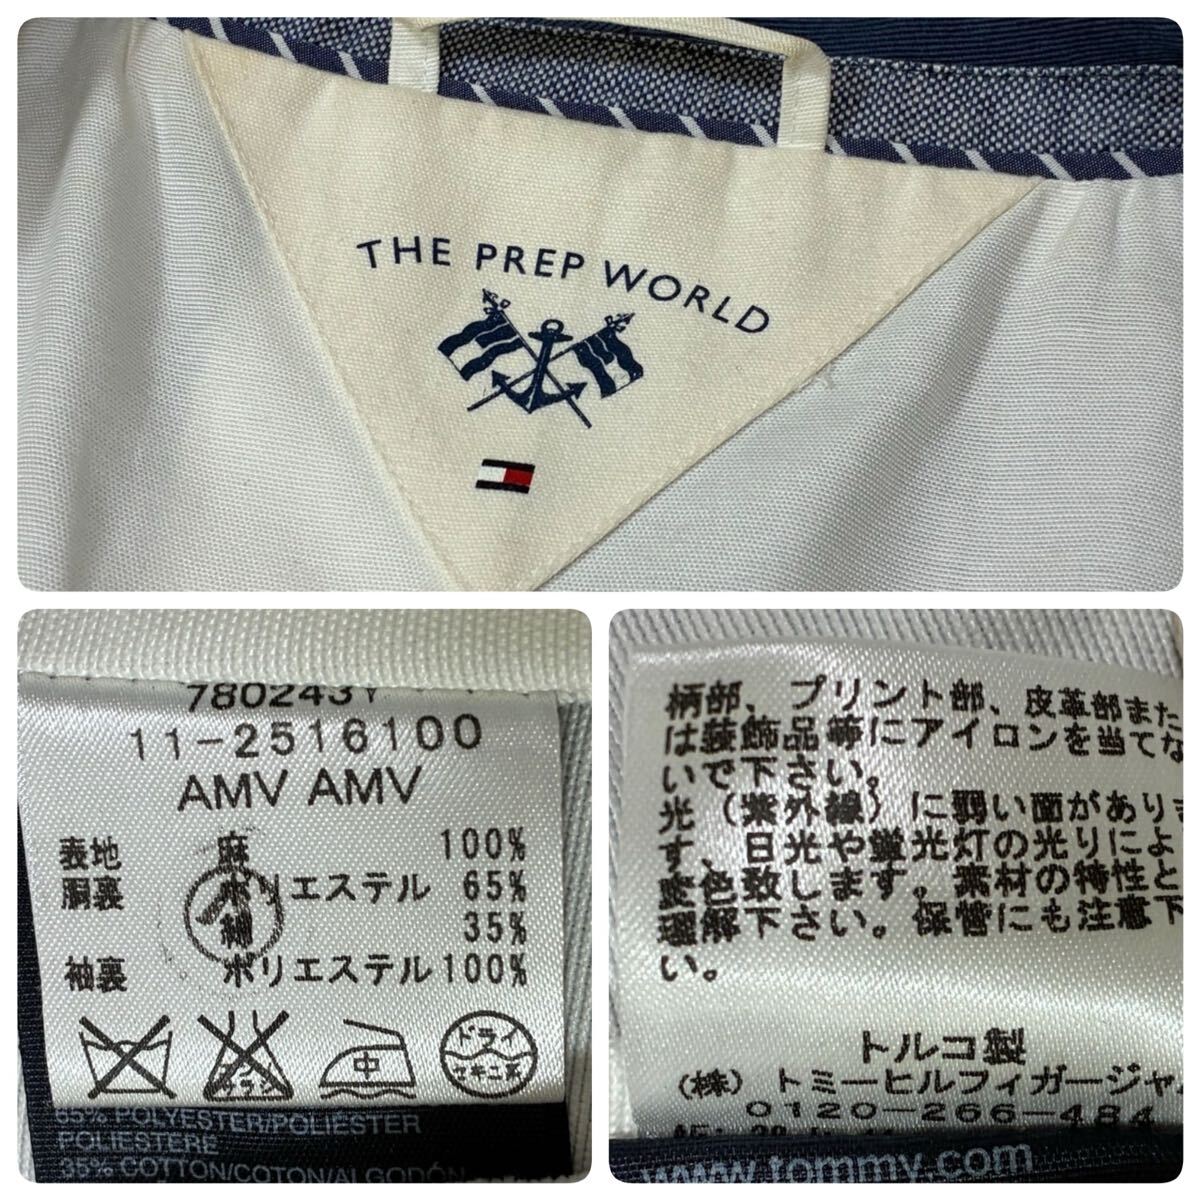 THE PREP WORLD
780243Y
11-2516100
AMV AMV
表地 麻 100%
胴裏 ポリエステル 65%
綿 35%
袖裏 ポリエステル 100%
中
ドライ
セキユ系
65% POLYESTER/POLIÉSTER
POLIESTERE
35% COTTON/COTON/ALGODÓN
柄部、プリント部、皮革部また
は装飾品等にアイロンを当てな
いで下さい。
光（紫外線）に弱い面がありま
す、日光や蛍光灯の光りによ
変色致します。素材の特性と
理解下さい。保管にも注意下
い。
トルコ製
(株) トミーヒルフィガージャ
0120-266-484
www.tommy.com